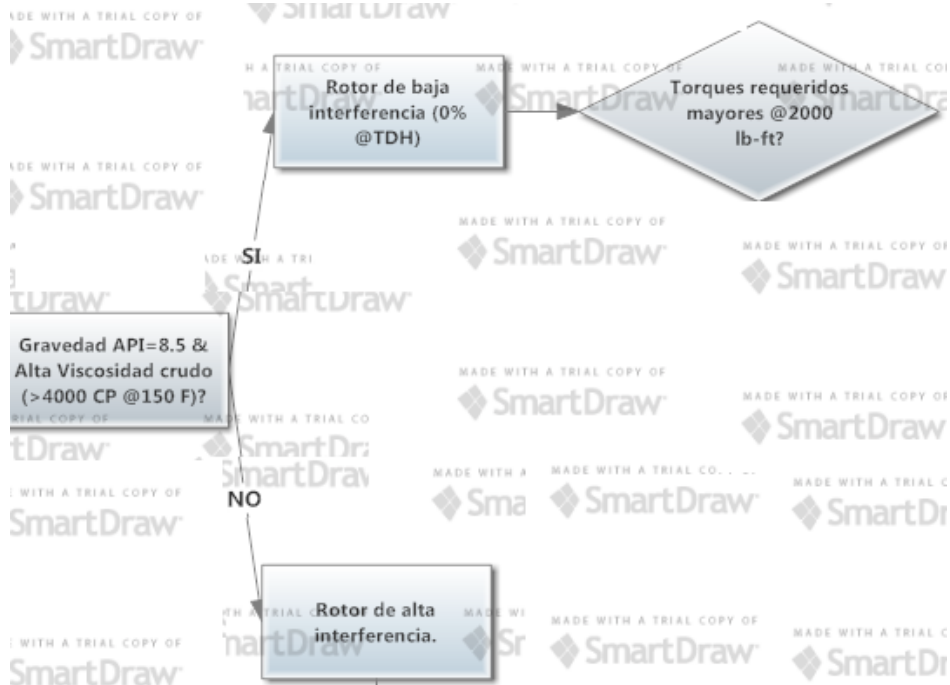 Rotor de baja
interferencia (0%
@TDH)
Torques requeridos
mayores @2000
lb-ft?
SI
Gravedad API=8.5 &
Alta Viscosidad crudo
(>4000 CP @150 F)?
NO
Rotor de alta
interferencia.
MADE WITH A TRIAL COPY OF
SmartDraw